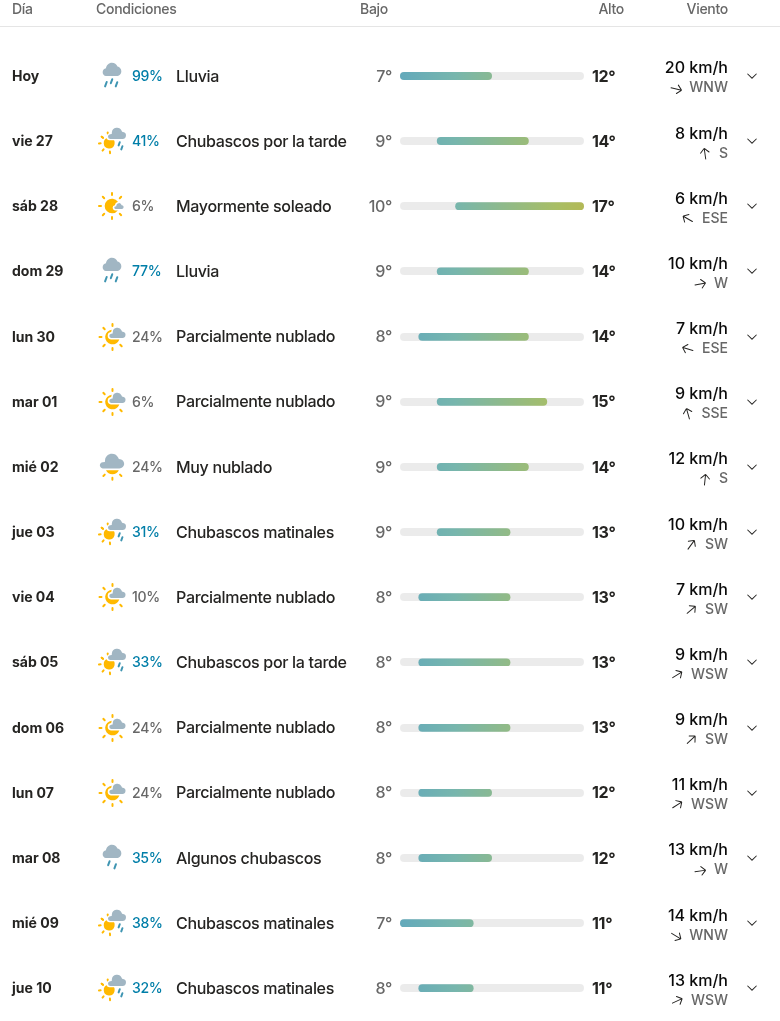 Día Condiciones Bajo Alto Viento
Hoy 99% Lluvia 7° 12° 20 km/h
WNW
vie 27 41% Chubascos por la tarde 9° 14° 8 km/h
S
sáb 28 6% Mayormente soleado 10° 17° 6 km/h
ESE
dom 29 77% Lluvia 9° 14° 10 km/h
W
lun 30 24% Parcialmente nublado 8° 14° 7 km/h
ESE
mar 01 6% Parcialmente nublado 9° 15° 9 km/h
SSE
mié 02 24% Muy nublado 9° 14° 12 km/h
S
jue 03 31% Chubascos matinales 9° 13° 10 km/h
SW
vie 04 10% Parcialmente nublado 8° 13° 7 km/h
SW
sáb 05 33% Chubascos por la tarde 8° 13° 9 km/h
WSW
dom 06 24% Parcialmente nublado 8° 13° 9 km/h
SW
lun 07 24% Parcialmente nublado 8° 12° 11 km/h
WSW
mar 08 35% Algunos chubascos 8° 12° 13 km/h
W
mié 09 38% Chubascos matinales 7° 11° 14 km/h
WNW
jue 10 32% Chubascos matinales 8° 11° 13 km/h
WSW